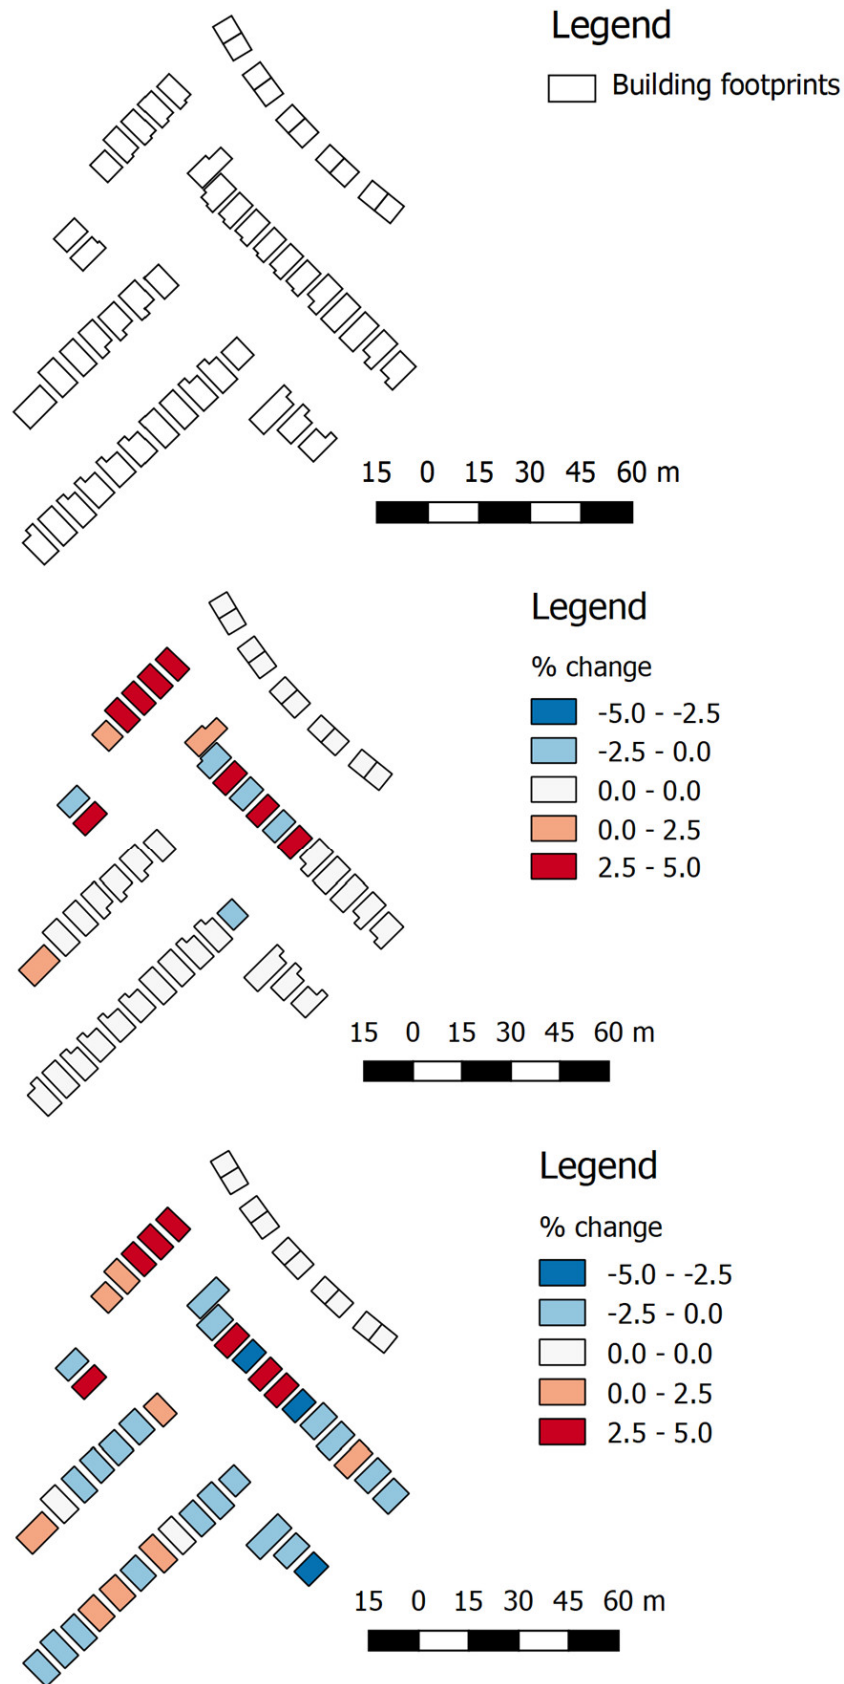 Legend
Building footprints
15 0 15 30 45 60 m
Legend
% change
-5.0 - -2.5
-2.5 - 0.0
0.0 - 0.0
0.0 - 2.5
2.5 - 5.0
15 0 15 30 45 60 m
Legend
% change
-5.0 - -2.5
-2.5 - 0.0
0.0 - 0.0
0.0 - 2.5
2.5 - 5.0
15 0 15 30 45 60 m